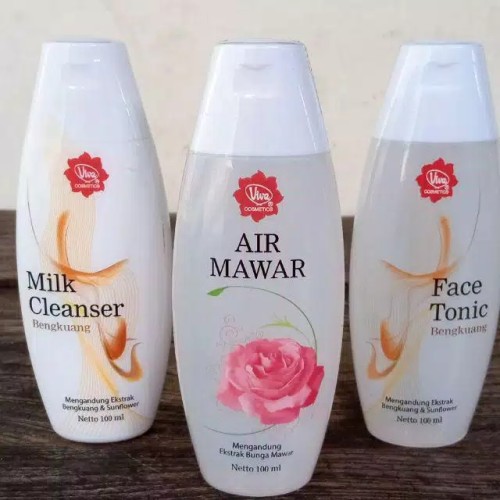 Viva
COSMETICS
Milk
Cleanser
Bengkuang
Mengandung Ekstrak
Bengkuang & Sunflower
Netto 100 ml
Viva
COSMETICS
AIR
MAWAR
Mengandung
Ekstrak Bunga Mawar
Netto 100 ml
Viva
COSMETICS
Face
Tonic
Bengkuang
Mengandung Ekstrak
Bengkuang & Sunflower
Netto 100 ml